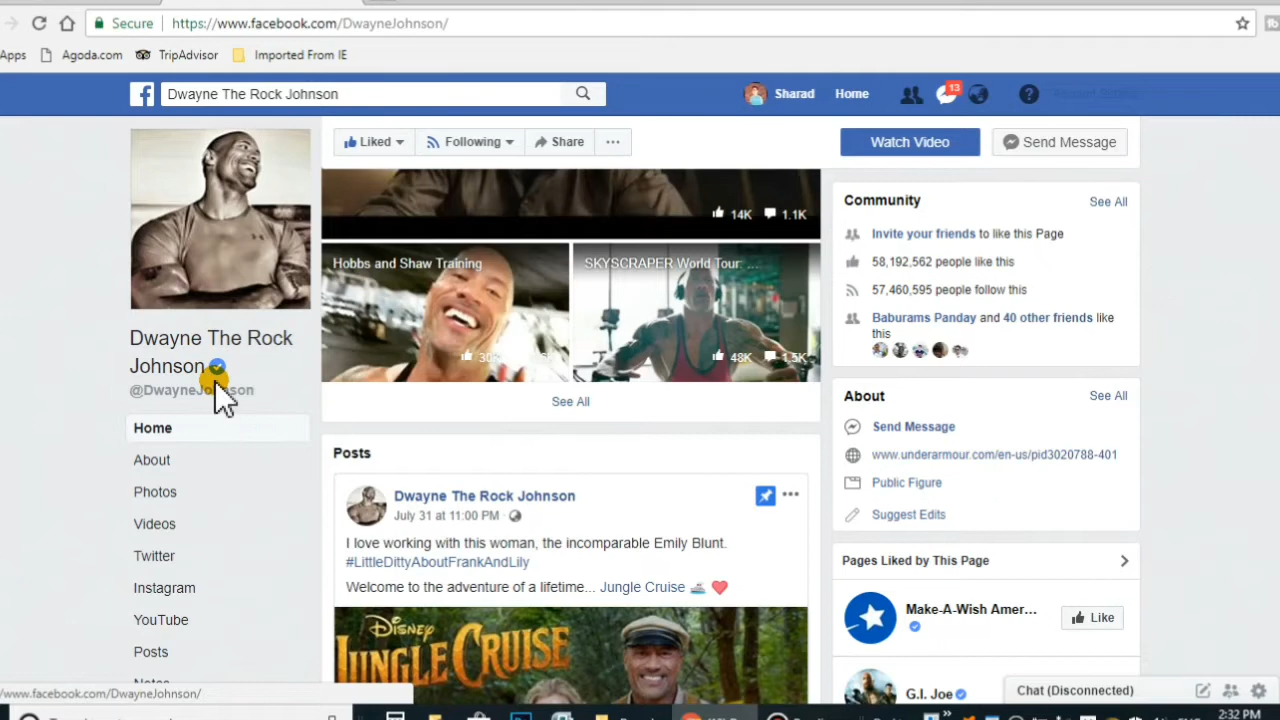 Secure https://www.facebook.com/DwayneJohnson/
Apps Agoda.com TripAdvisor Imported From IE
Dwayne The Rock Johnson Sharad Home 13
Liked Following Share ... Watch Video Send Message
14K 1.1K
Hobbs and Shaw Training
SKYSCRAPER World Tour: ...
48K 1.5K
See All
Dwayne The Rock
Johnson
@DwayneJohnson
Home
About
Photos
Videos
Twitter
Instagram
YouTube
Posts
Posts
Dwayne The Rock Johnson
July 31 at 11:00 PM ·
I love working with this woman, the incomparable Emily Blunt.
#LittleDittyAboutFrankAndLily
Welcome to the adventure of a lifetime... Jungle Cruise
DISNEY
JUNGLE CRUISE
Community See All
Invite your friends to like this Page
58,192,562 people like this
57,460,595 people follow this
Baburams Panday and 40 other friends like
this
About See All
Send Message
www.underarmour.com/en-us/pid3020788-401
Public Figure
Suggest Edits
Pages Liked by This Page
Make-A-Wish Amer... Like
G.I. Joe
Chat (Disconnected)
/www.facebook.com/DwayneJohnson/
2:32 PM